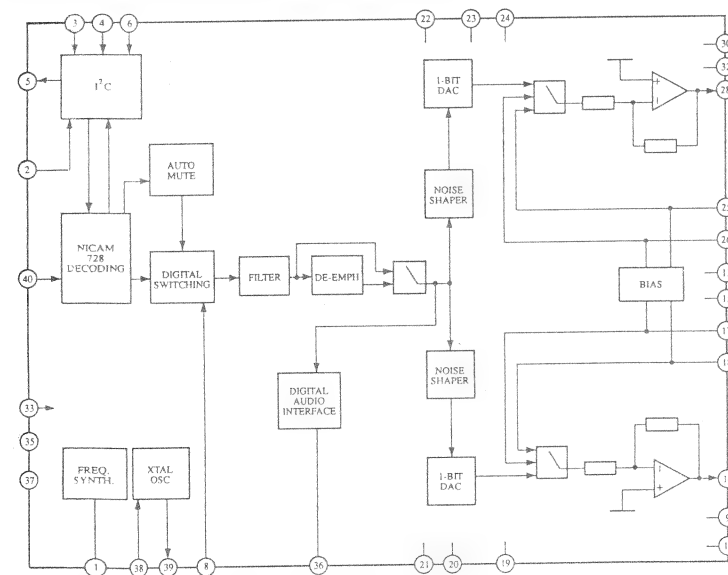 3
4
6
22
23
24
5
I²C
1-BIT
DAC
2
AUTO
MUTE
NOISE
SHAPER
NICAM
728
DECODING
40
DIGITAL
SWITCHING
FILTER
DE-EMPH
BIAS
33
35
37
DIGITAL
AUDIO
INTERFACE
NOISE
SHAPER
FREQ.
SYNTH.
XTAL
OSC
1-BIT
DAC
1
38
39
8
36
21
20
19